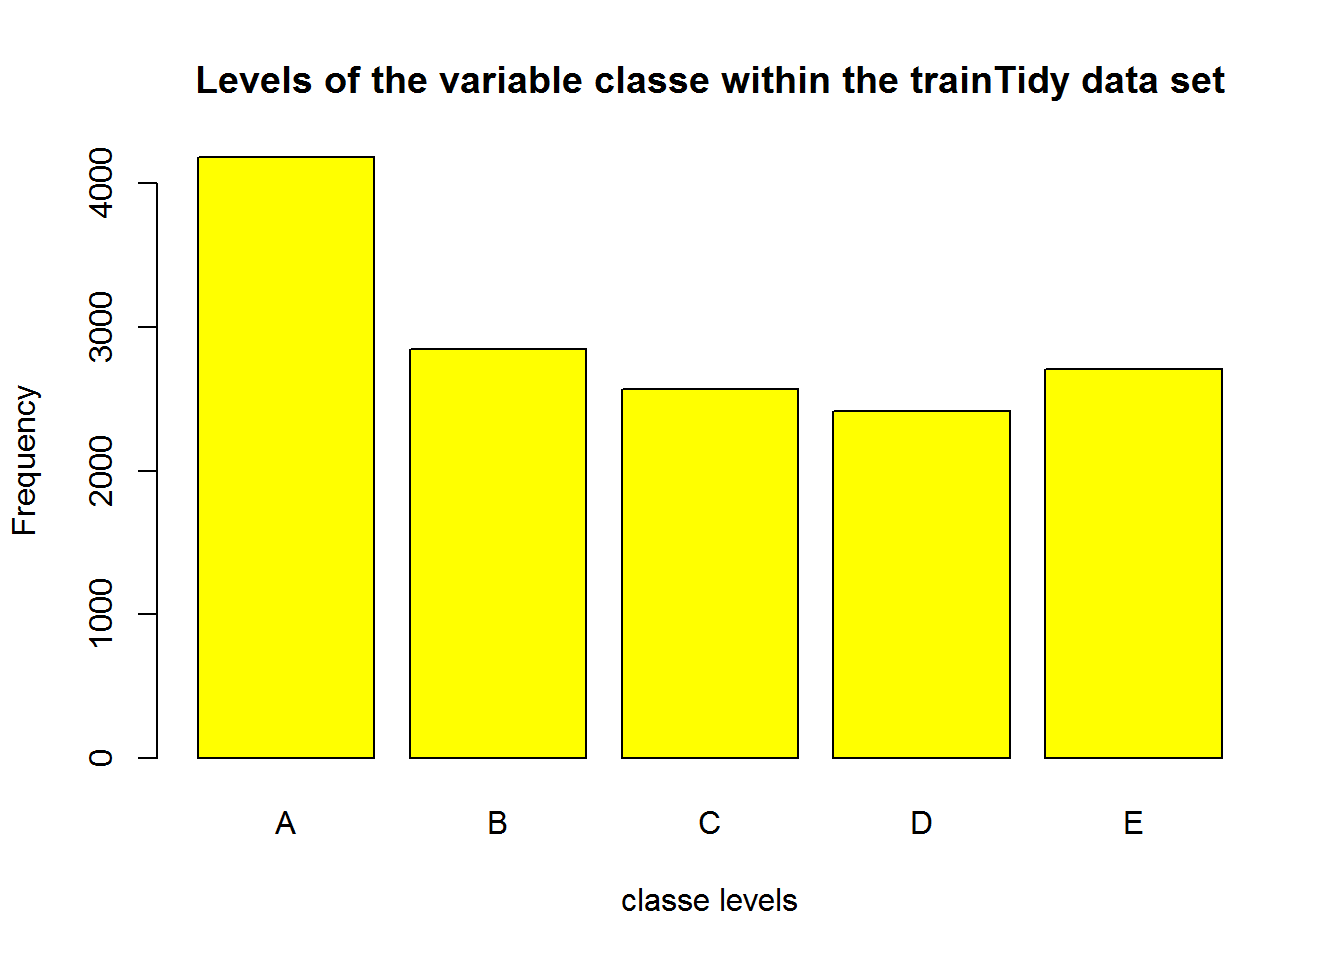 Levels of the variable classe within the trainTidy data set
Frequency
4000
3000
2000
1000
0
A B C D E
classe levels